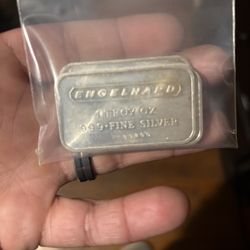 ENGELHARD
1 TROY OZ
999+ FINE SILVER